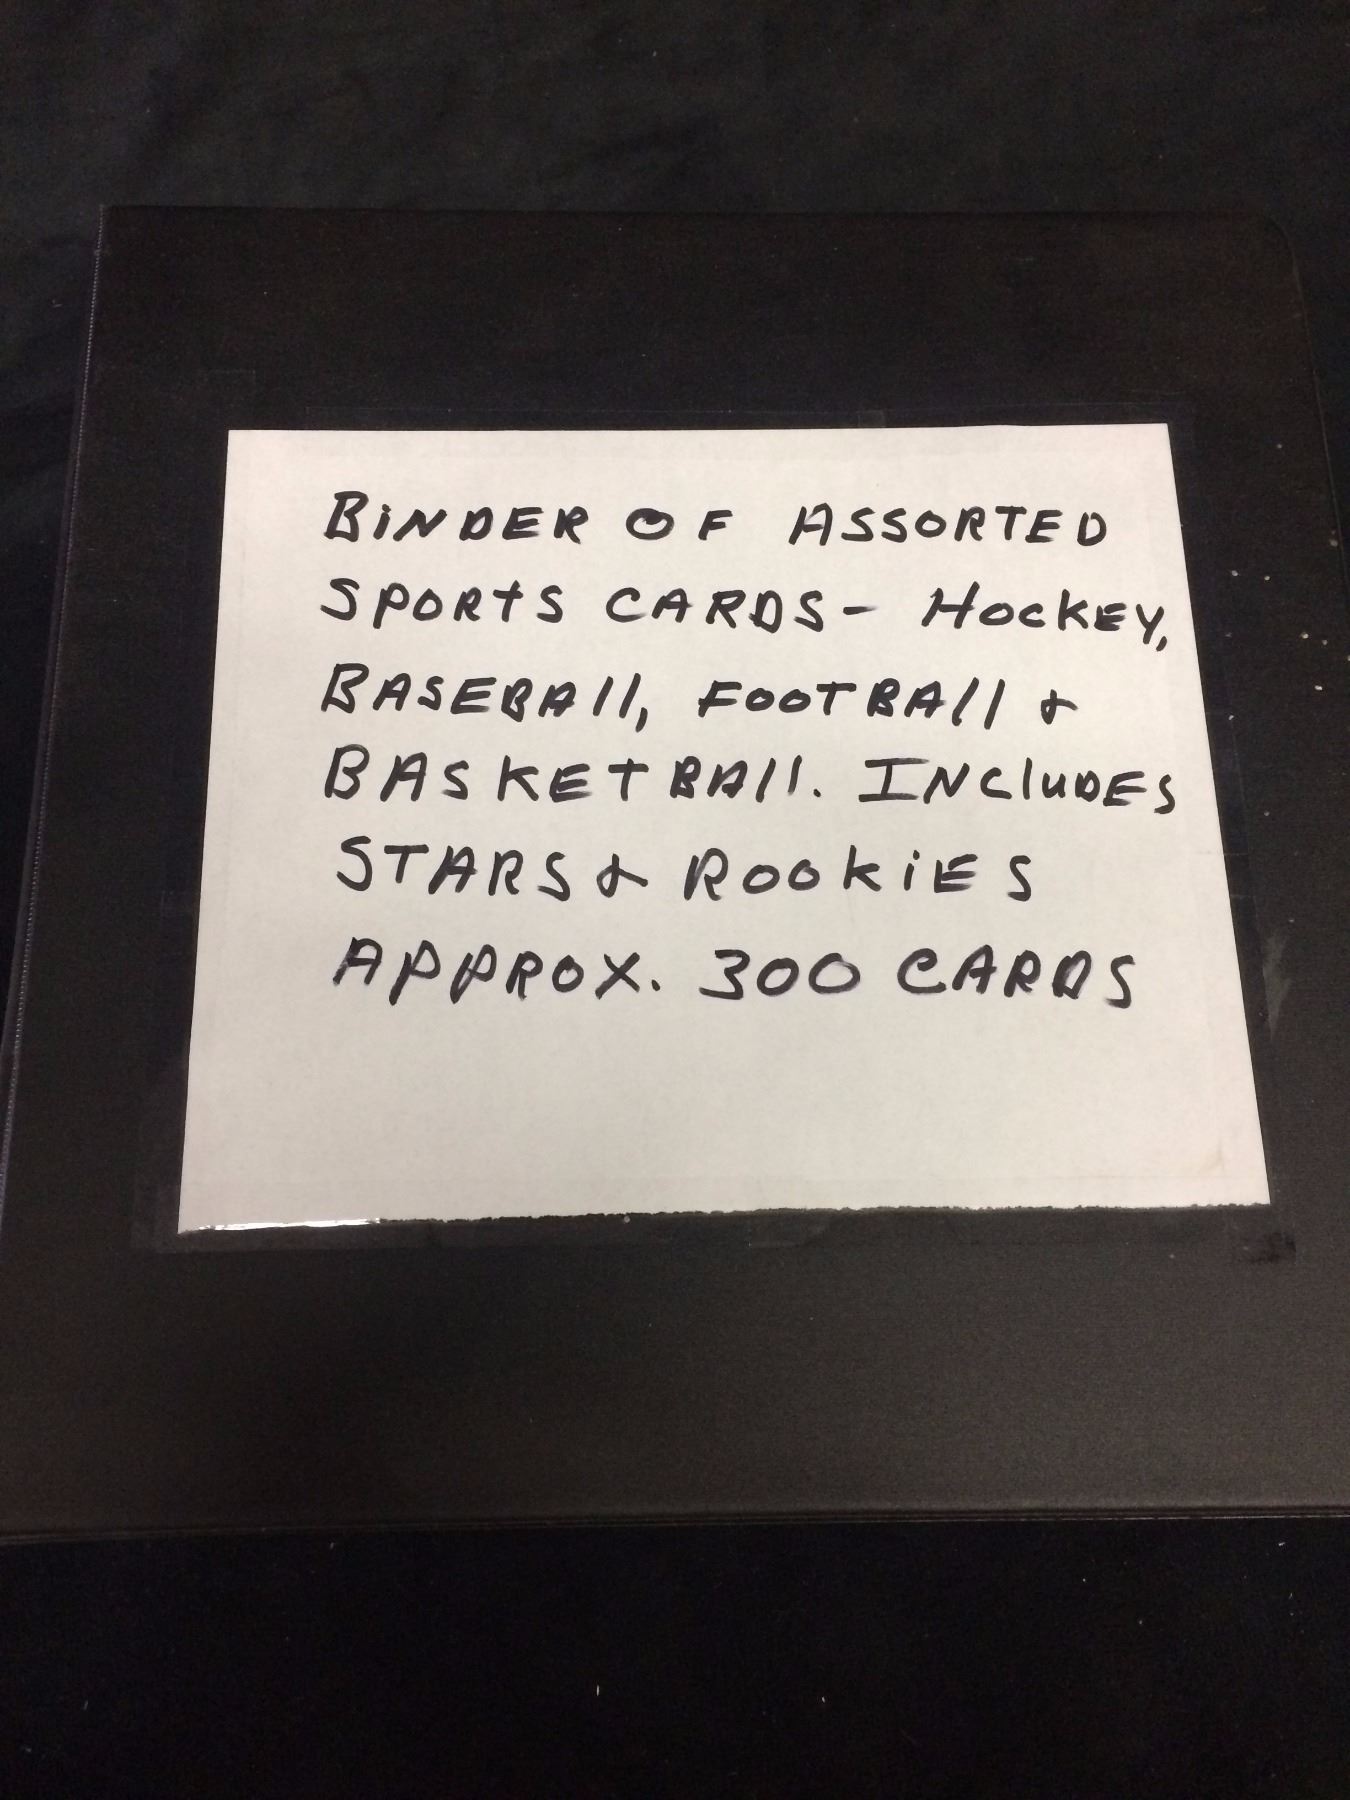 BINDER OF ASSORTED
SPORTS CARDS - HOCKEY,
BASEBALL, FOOTBALL &
BASKETBALL. INCLUDES
STARS & ROOKIES
APPROX. 300 CARDS